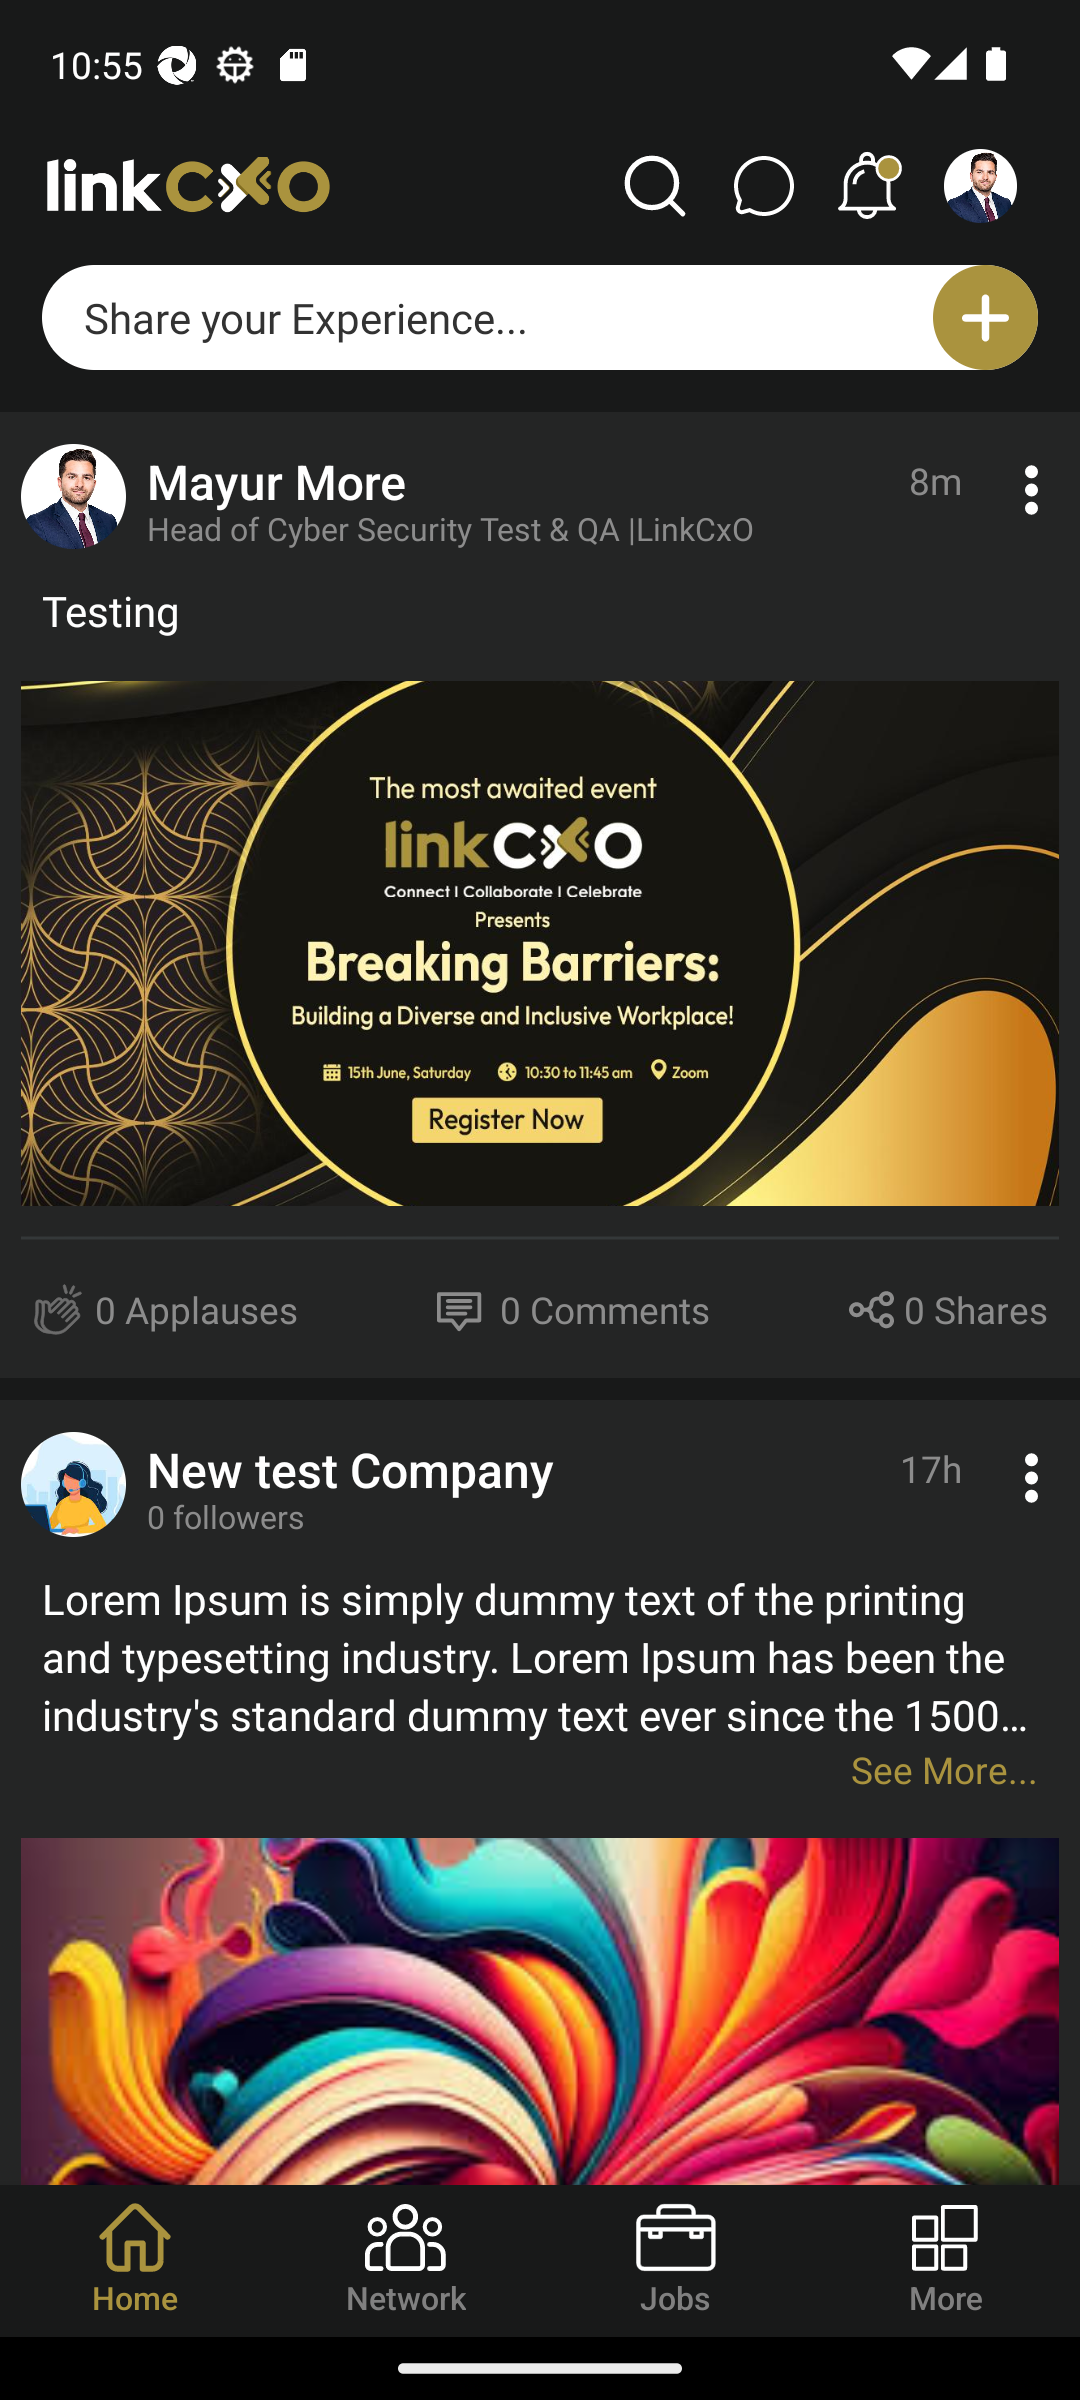 10:55
linkCXO
Share your Experience...
Mayur More
8m
Head of Cyber Security Test & QA |LinkCxO
Testing
The most awaited event
linkCXO
Connect | Collaborate | Celebrate
Presents
Breaking Barriers:
Building a Diverse and Inclusive Workplace!
15th June, Saturday 10:30 to 11:45 am Zoom
Register Now
0 Applauses 0 Comments 0 Shares
New test Company
17h
0 followers
Lorem Ipsum is simply dummy text of the printing
and typesetting industry. Lorem Ipsum has been the
industry's standard dummy text ever since the 1500...
See More...
Home Network Jobs More